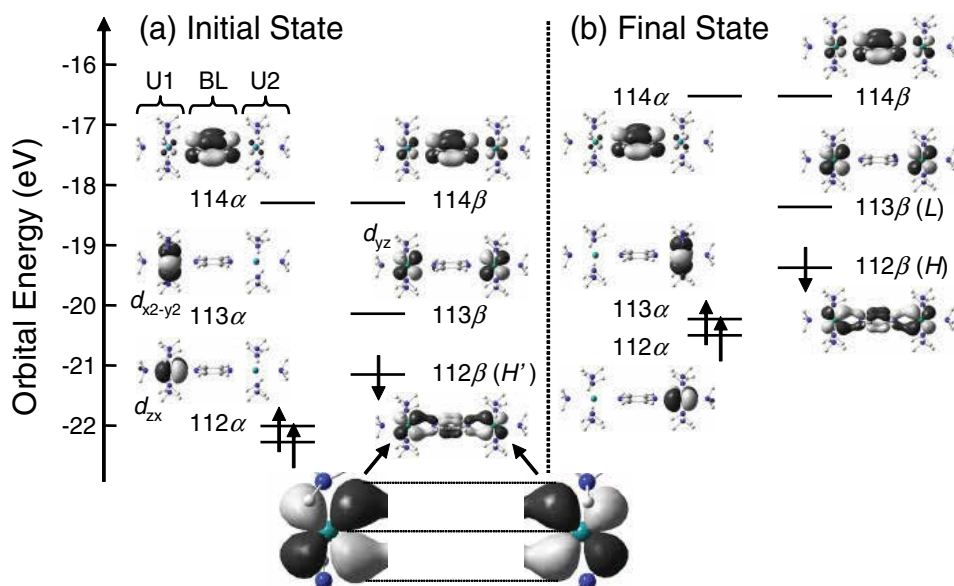 (a) Initial State
(b) Final State
Orbital Energy (eV)
-16
-17
-18
-19
-20
-21
-22
U1 BL U2
114α
114β
dx2-y2
113α
dyz
113β
dzx
112α
112β (H')
114α
114β
113β (L)
112β (H)
113α
112α